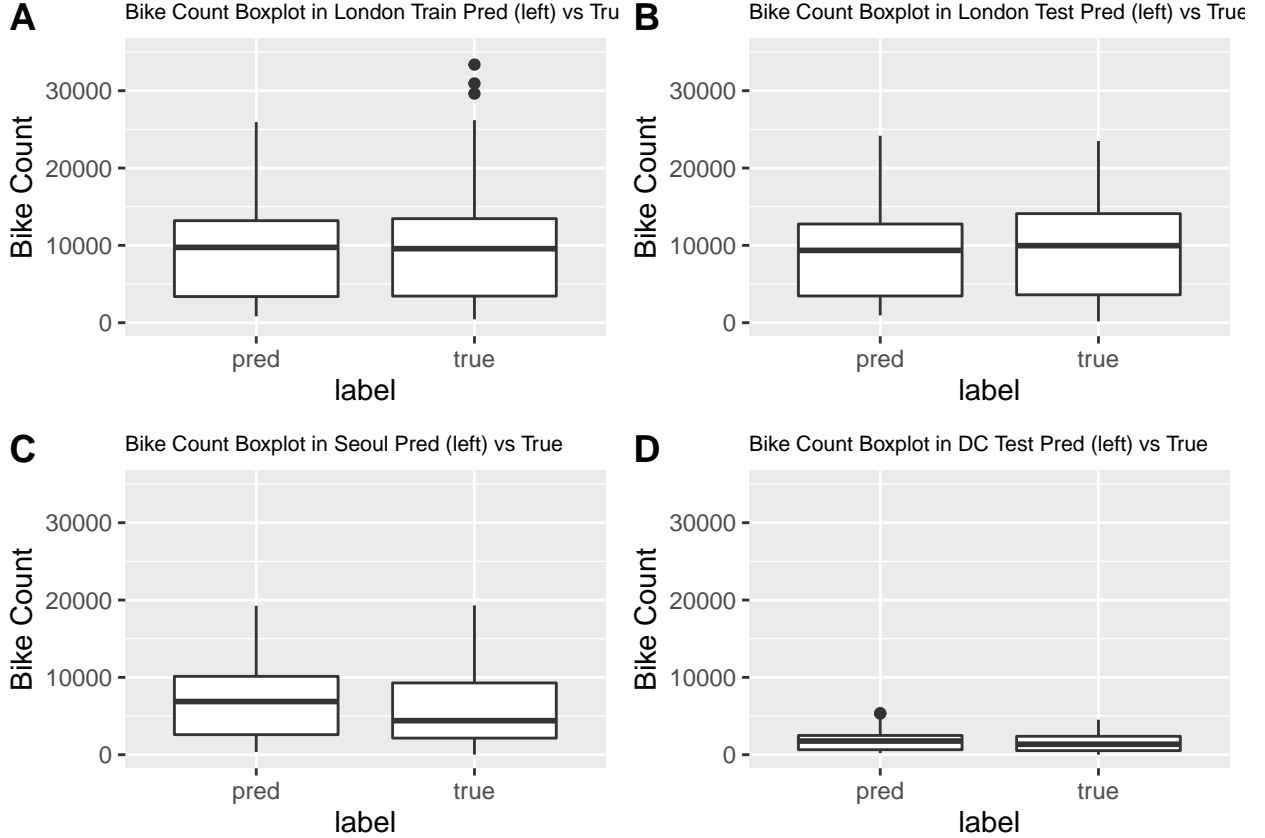 A
Bike Count Boxplot in London Train Pred (left) vs Tru
Bike Count
30000
20000
10000
0
pred
true
label
B
Bike Count Boxplot in London Test Pred (left) vs True
Bike Count
30000
20000
10000
0
pred
true
label
C
Bike Count Boxplot in Seoul Pred (left) vs True
Bike Count
30000
20000
10000
0
pred
true
label
D
Bike Count Boxplot in DC Test Pred (left) vs True
Bike Count
30000
20000
10000
0
pred
true
label